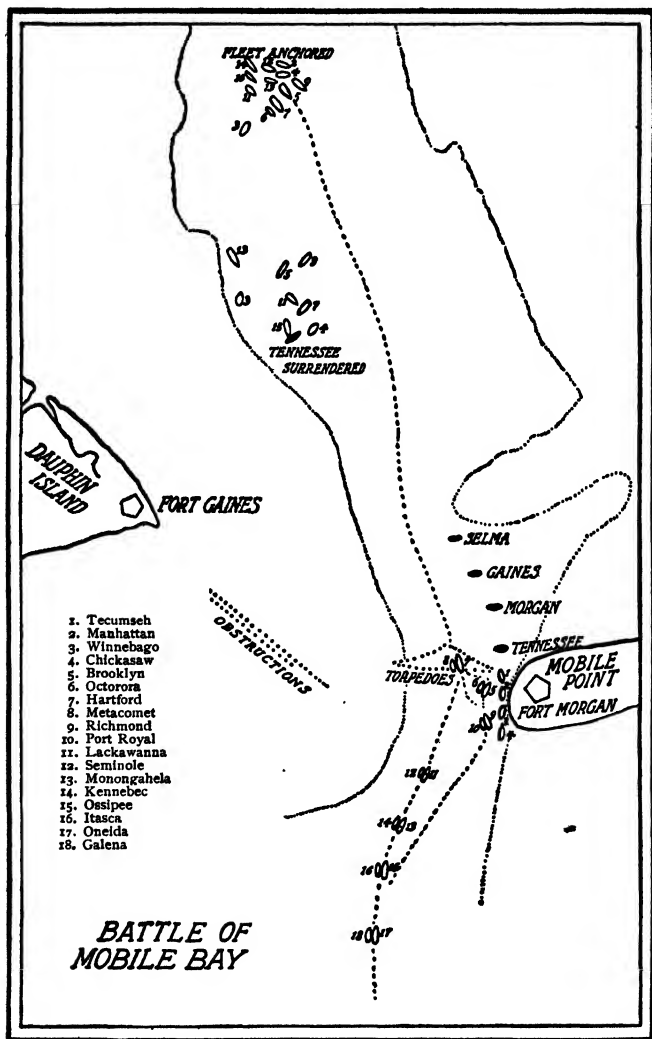 FLEET ANCHORED
TENNESSEE
SURRENDERED
DAUPHIN
ISLAND
FORT GAINES
SELMA
GAINES
MORGAN
TENNESSEE
OBSTRUCTIONS
TORPEDOES
MOBILE
POINT
FORT MORGAN
1. Tecumseh
2. Manhattan
3. Winnebago
4. Chickasaw
5. Brooklyn
6. Octorora
7. Hartford
8. Metacomet
9. Richmond
10. Port Royal
11. Lackawanna
12. Seminole
13. Monongahela
14. Kennebec
15. Ossipee
16. Itasca
17. Oneida
18. Galena
BATTLE OF
MOBILE BAY